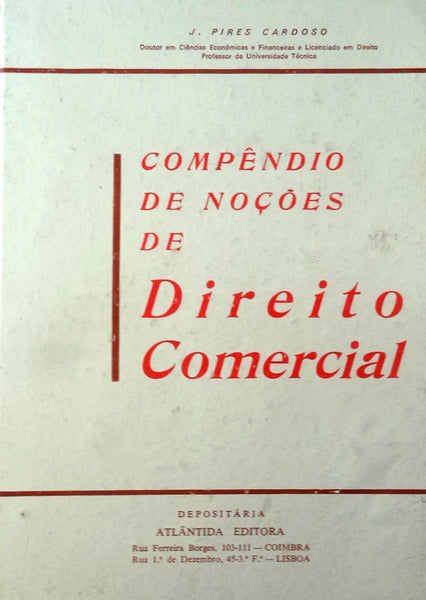 J. PIRES CARDOSO
Doutor em Ciências Económicas e Financeiras e Licenciado em Direito
Professor da Universidade Técnica
COMPÊNDIO
DE NOÇÕES
DE
Direito
Comercial
DEPOSITÁRIA
ATLÂNTIDA EDITORA
Rua Ferreira Borges, 103-111 — COIMBRA
Rua 1.º de Dezembro, 45-3.º F.º — LISBOA